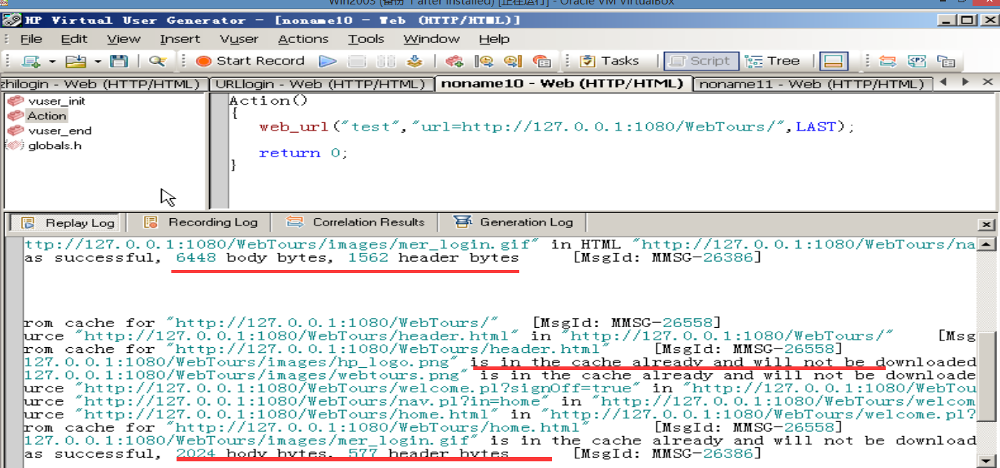 Win2003 (备份 1 after installed) [正在运行] - Oracle VM VirtualBox
HP Virtual User Generator - [noname10 - Web (HTTP/HTML)]
File Edit View Insert Vuser Actions Tools Window Help
Start Record Tasks Script Tree
zhilogin - Web (HTTP/HTML) URLlogin - Web (HTTP/HTML) noname10 - Web (HTTP/HTML) noname11 - Web (HTTP/HTML)
vuser_init
Action
vuser_end
globals.h
Action()
{
web_url("test","url=http://127.0.0.1:1080/WebTours/",LAST);
return 0;
}
Replay Log Recording Log Correlation Results Generation Log
ttp://127.0.0.1:1080/WebTours/images/mer_login.gif" in HTML "http://127.0.0.1:1080/WebTours/na
as successful, 6448 body bytes, 1562 header bytes [MsgId: MMSG-26386]
rom cache for "http://127.0.0.1:1080/WebTours/" [MsgId: MMSG-26558]
urce "http://127.0.0.1:1080/WebTours/header.html" in "http://127.0.0.1:1080/WebTours/" [Msg
rom cache for "http://127.0.0.1:1080/WebTours/header.html" [MsgId: MMSG-26558]
127.0.0.1:1080/WebTours/images/hp_logo.png" is in the cache already and will not be downloaded
127.0.0.1:1080/WebTours/images/webtours.png" is in the cache already and will not be downloade
urce "http://127.0.0.1:1080/WebTours/welcome.pl?signOff=true" in "http://127.0.0.1:1080/WebTou
urce "http://127.0.0.1:1080/WebTours/nav.pl?in=home" in "http://127.0.0.1:1080/WebTours/welcom
urce "http://127.0.0.1:1080/WebTours/home.html" in "http://127.0.0.1:1080/WebTours/welcome.pl?
rom cache for "http://127.0.0.1:1080/WebTours/home.html" [MsgId: MMSG-26558]
127.0.0.1:1080/WebTours/images/mer_login.gif" is in the cache already and will not be download
as successful, 2024 body bytes, 577 header bytes [MsgId: MMSG-26386]